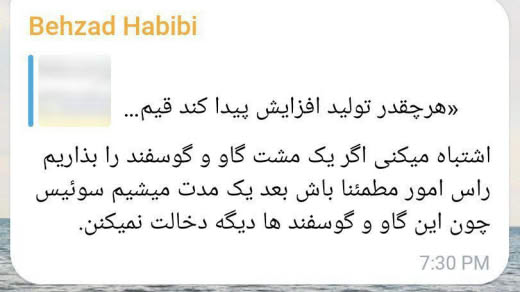 Behzad Habibi
«هرچقدر تولید افزایش پیدا کند قیم...
اشتباه میکنی اگر یک مشت گاو و گوسفند را بذاریم
راس امور مطمئنا باش بعد یک مدت میشیم سوئیس
چون این گاو و گوسفند ها دیگه دخالت نمیکنن.
7:30 PM